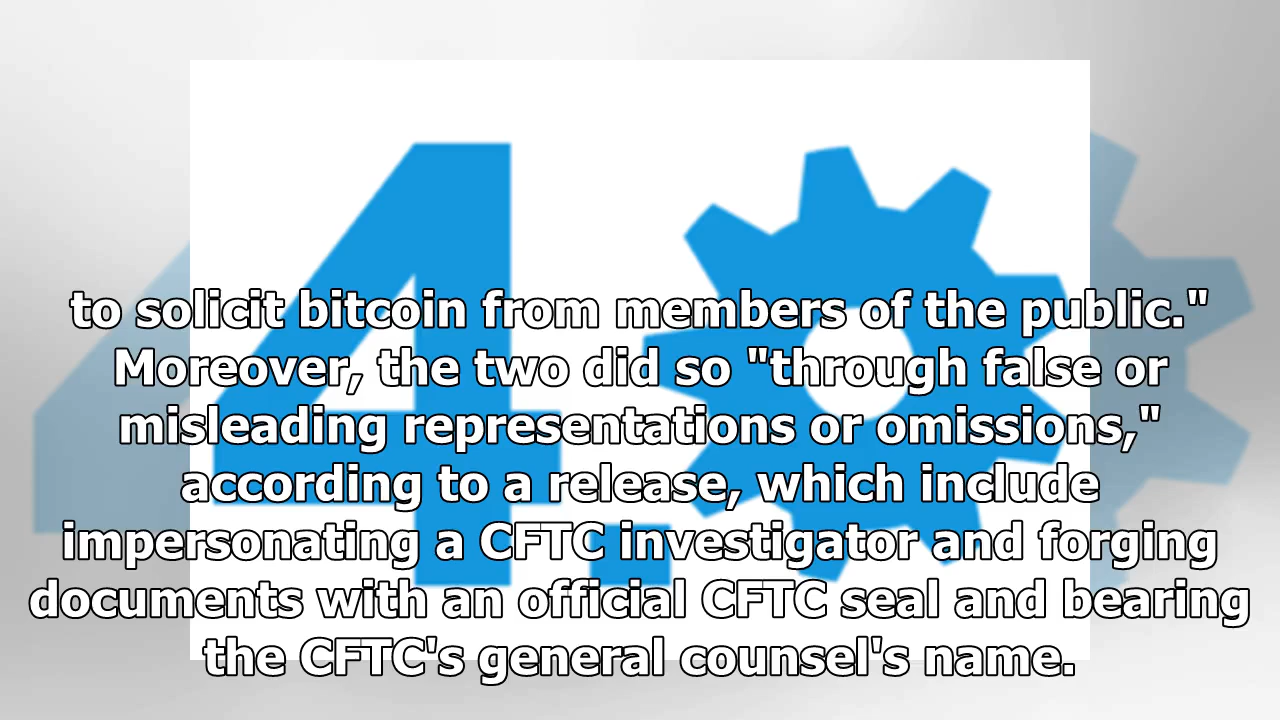 4.
to solicit bitcoin from members of the public."
Moreover, the two did so "through false or
misleading representations or omissions,"
according to a release, which include
impersonating a CFTC investigator and forging
documents with an official CFTC seal and bearing
the CFTC's general counsel's name.